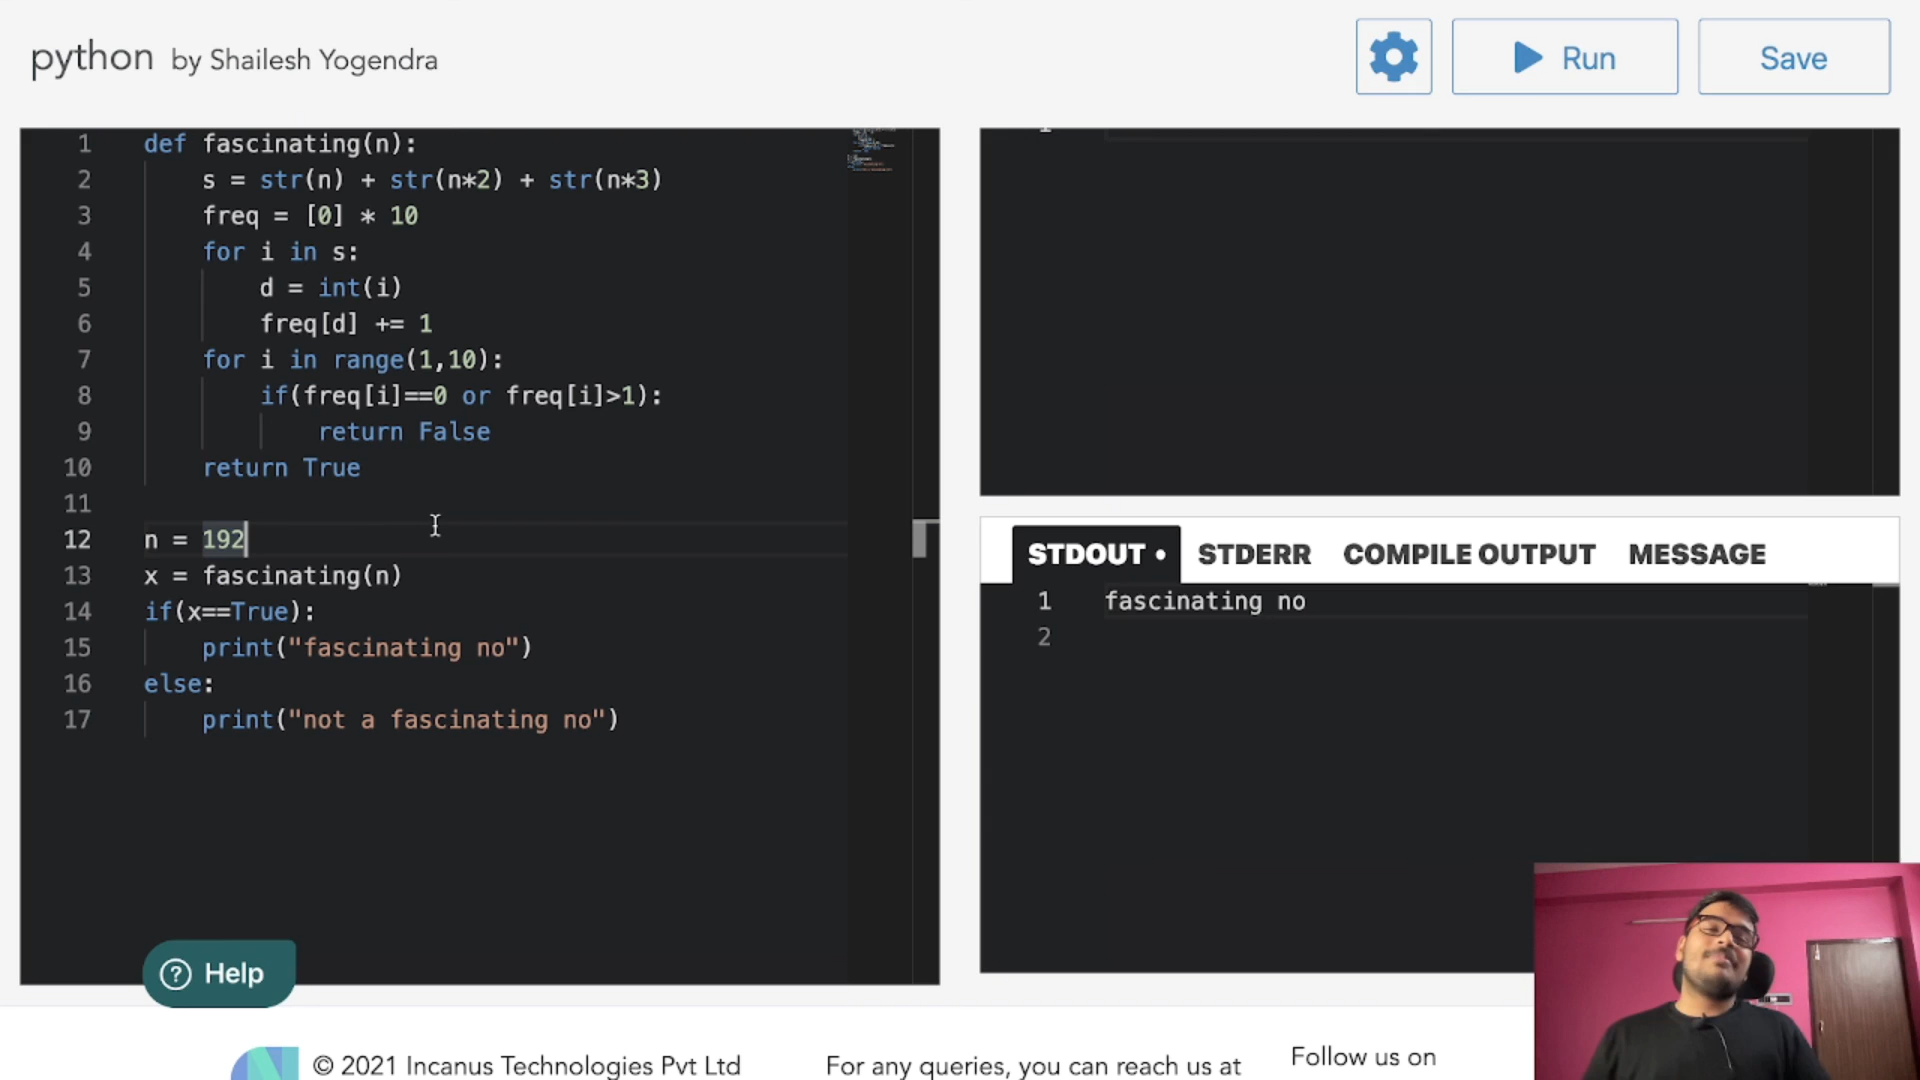 python by Shailesh Yogendra
Run
Save
1 def fascinating(n):
2 s = str(n) + str(n*2) + str(n*3)
3 freq = [0] * 10
4 for i in s:
5 d = int(i)
6 freq[d] += 1
7 for i in range(1,10):
8 if(freq[i]==0 or freq[i]>1):
9 return False
10 return True
11
12 n = 192
13 x = fascinating(n)
14 if(x==True):
15 print("fascinating no")
16 else:
17 print("not a fascinating no")
1
STDOUT • STDERR COMPILE OUTPUT MESSAGE
1 fascinating no
2
? Help
© 2021 Incanus Technologies Pvt Ltd
For any queries, you can reach us at
Follow us on